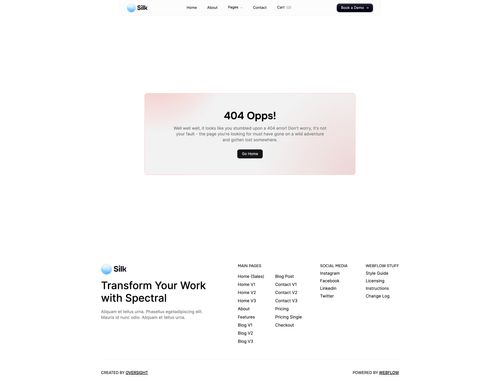 Silk
Home About Pages Contact Cart (0)
Book a Demo
404 Opps!
Well well well, it looks like you stumbled upon a 404 error! Don't worry, it's not
your fault - the page you're looking for must have gone on a wild adventure
and gotten lost somewhere.
Go Home
Silk
Transform Your Work
with Spectral
Aliquam et tellus urna. Phasellus egetadipiscing elit.
Mauris id nunc odio. Aliquam et tellus urna.
MAIN PAGES
Home (Sales)
Home V1
Home V2
Home V3
About
Features
Blog V1
Blog V2
Blog V3
Blog Post
Contact V1
Contact V2
Contact V3
Pricing
Pricing Single
Checkout
SOCIAL MEDIA
Instagram
Facebook
Linkedin
Twitter
WEBFLOW STUFF
Style Guide
Licensing
Instructions
Change Log
CREATED BY OVERSIGHT
POWERED BY WEBFLOW